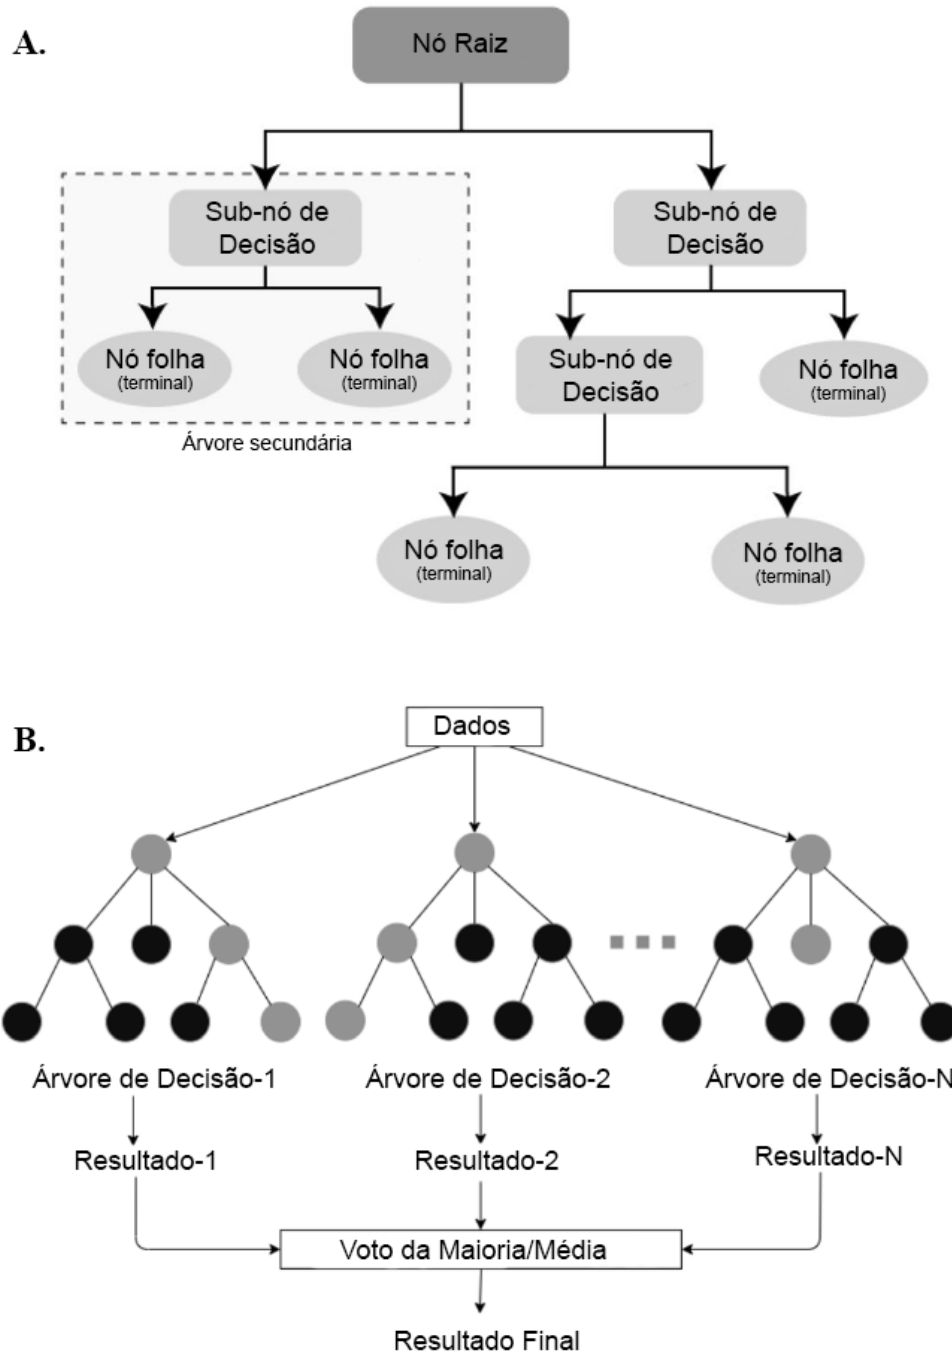 A.
Nó Raiz
Sub-nó de
Decisão
Sub-nó de
Decisão
Nó folha
(terminal)
Nó folha
(terminal)
Sub-nó de
Decisão
Nó folha
(terminal)
Árvore secundária
Nó folha
(terminal)
Nó folha
(terminal)
B.
Dados
Árvore de Decisão-1
Árvore de Decisão-2
Árvore de Decisão-N
Resultado-1
Resultado-2
Resultado-N
Voto da Maioria/Média
Resultado Final